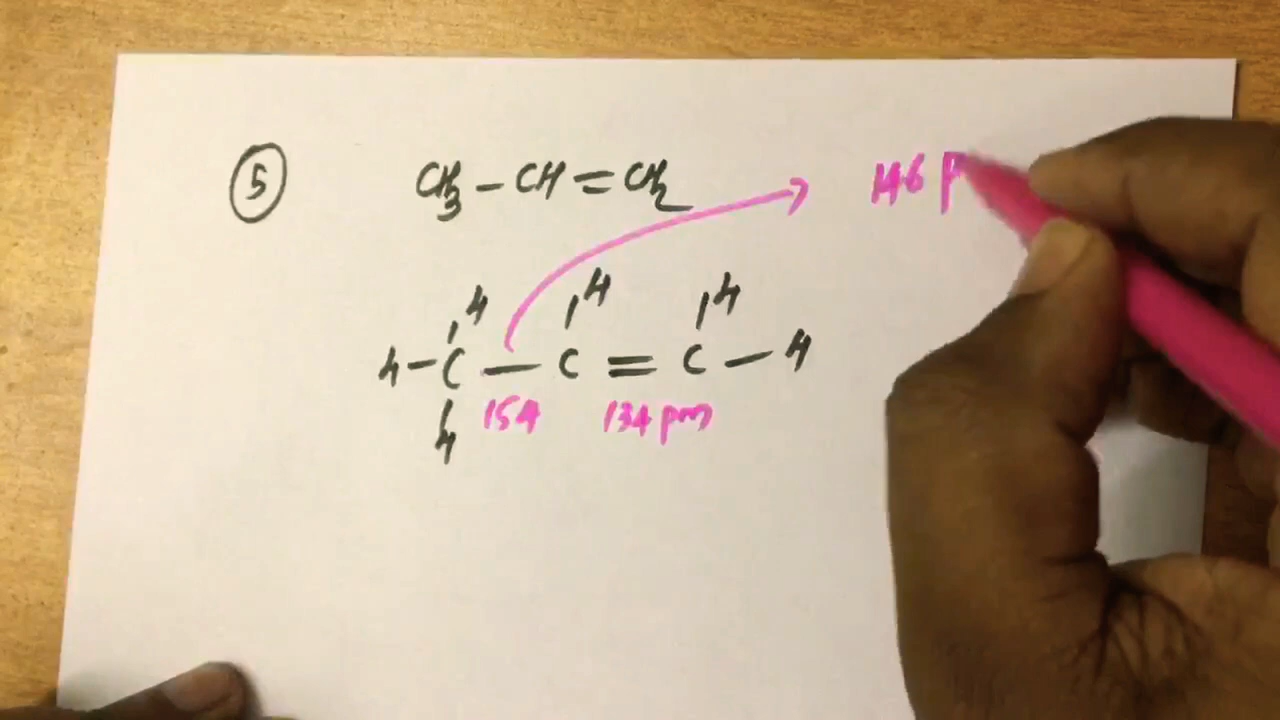 5 CH3 – CH = CH2 146 p
H H H
H – C — C = C – H
154 134 pm
H